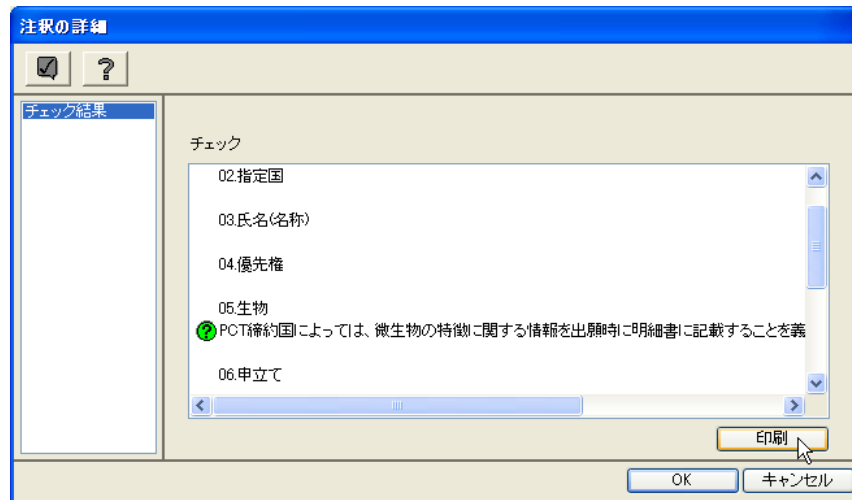 注釈の詳細
チェック結果
チェック
02.指定国
03.氏名(名称)
04.優先権
05.生物
?PCT締約国によっては、微生物の特徴に関する情報を出願時に明細書に記載することを義
06.申立て
印刷
OK
キャンセル